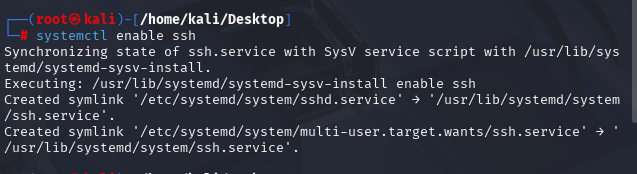 ┌──(root㉿kali)-[/home/kali/Desktop]
└─# systemctl enable ssh
Synchronizing state of ssh.service with SysV service script with /usr/lib/sys
temd/systemd-sysv-install.
Executing: /usr/lib/systemd/systemd-sysv-install enable ssh
Created symlink '/etc/systemd/system/sshd.service' → '/usr/lib/systemd/system
/ssh.service'.
Created symlink '/etc/systemd/system/multi-user.target.wants/ssh.service' → '
/usr/lib/systemd/system/ssh.service'.